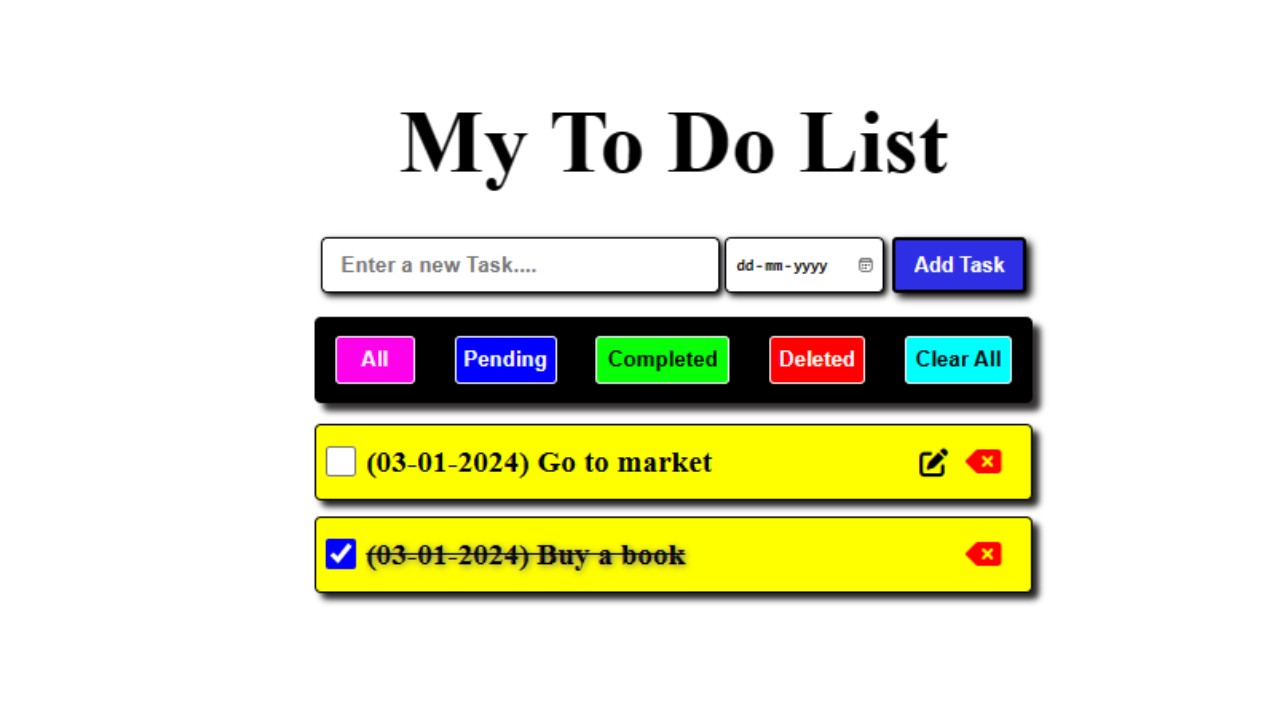 My To Do List
Enter a new Task.... dd-mm-yyyy Add Task
All Pending Completed Deleted Clear All
(03-01-2024) Go to market
(03-01-2024) Buy a book